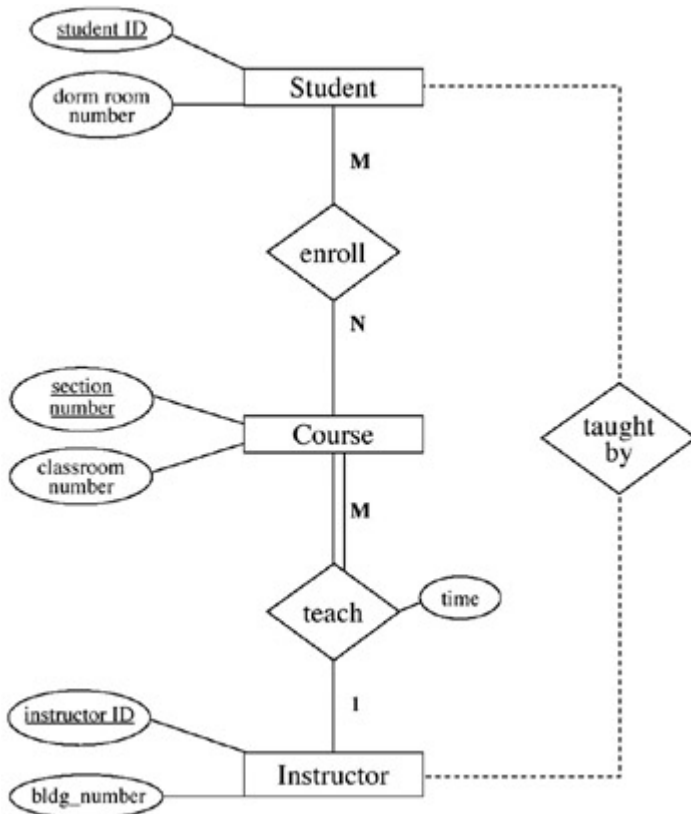 student ID
dorm room
number
Student
M
enroll
N
section
number
Course
classroom
number
taught
by
M
teach
time
I
instructor ID
Instructor
bldg_number